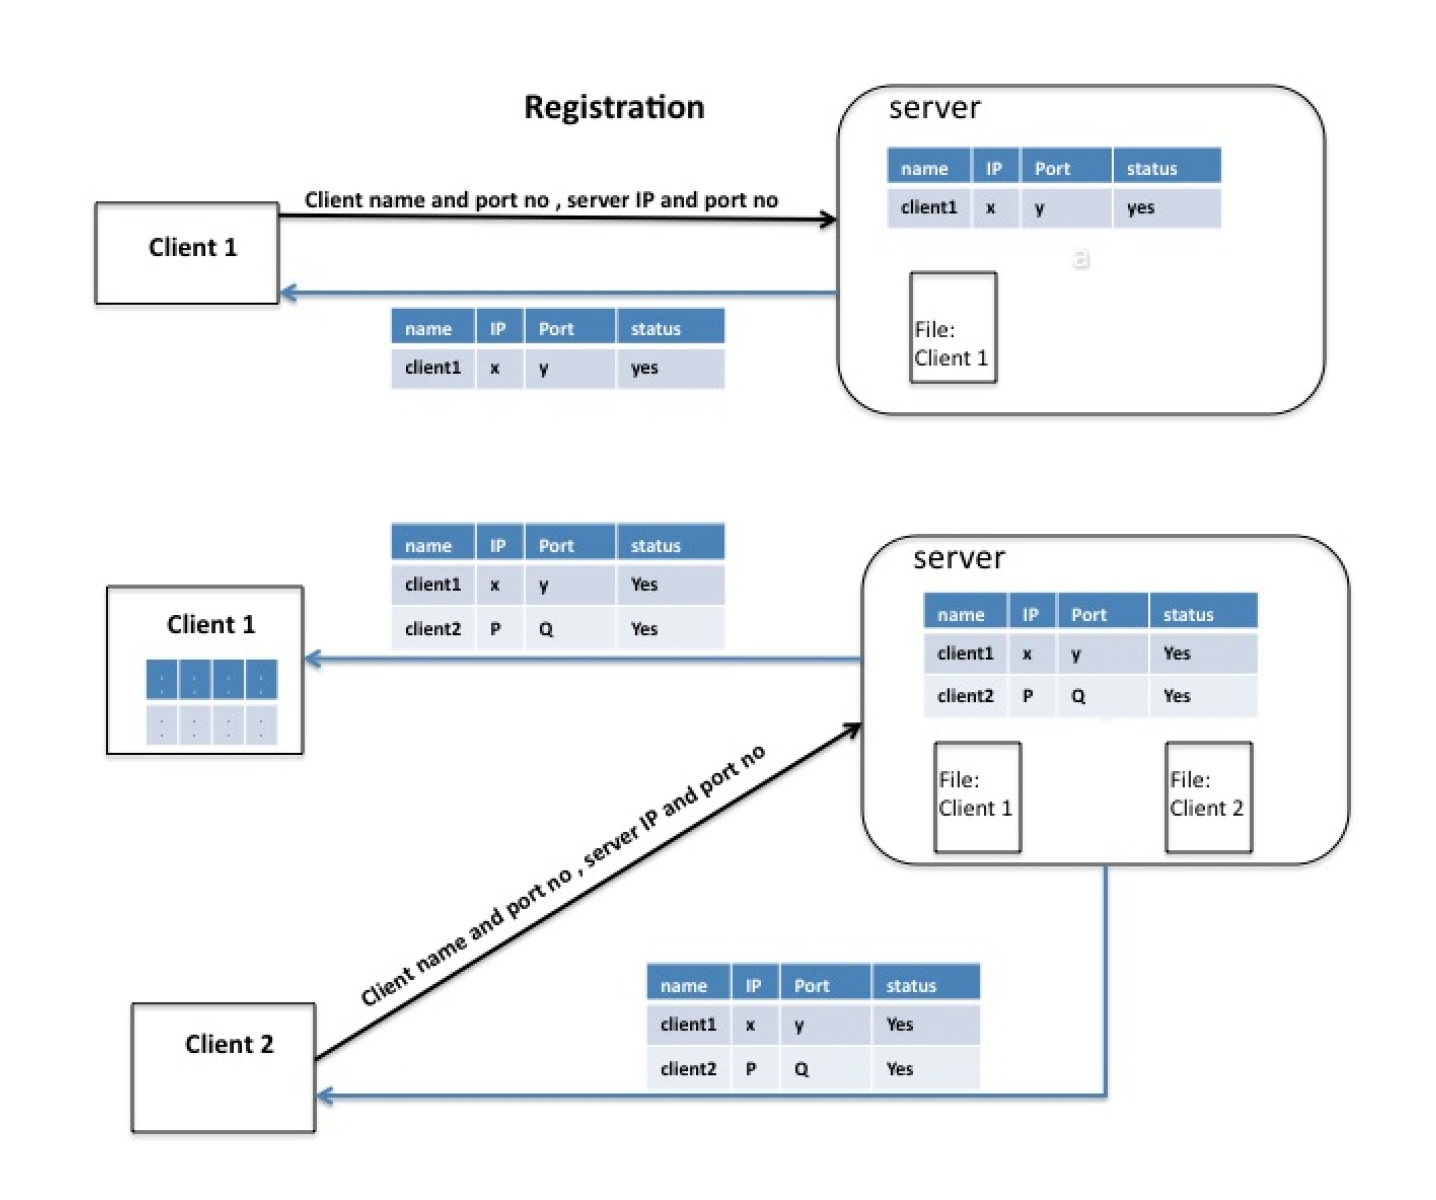 Registration
server
name IP Port status
client1 x y yes
Client name and port no , server IP and port no
Client 1
a
name IP Port status
client1 x y yes
File:
Client 1
name IP Port status
client1 x y Yes
client2 P Q Yes
server
Client 1
name IP Port status
client1 x y Yes
client2 P Q Yes
: : : :
: : : :
File:
Client 1
File:
Client 2
Client name and port no , server IP and port no
name IP Port status
client1 x y Yes
client2 P Q Yes
Client 2